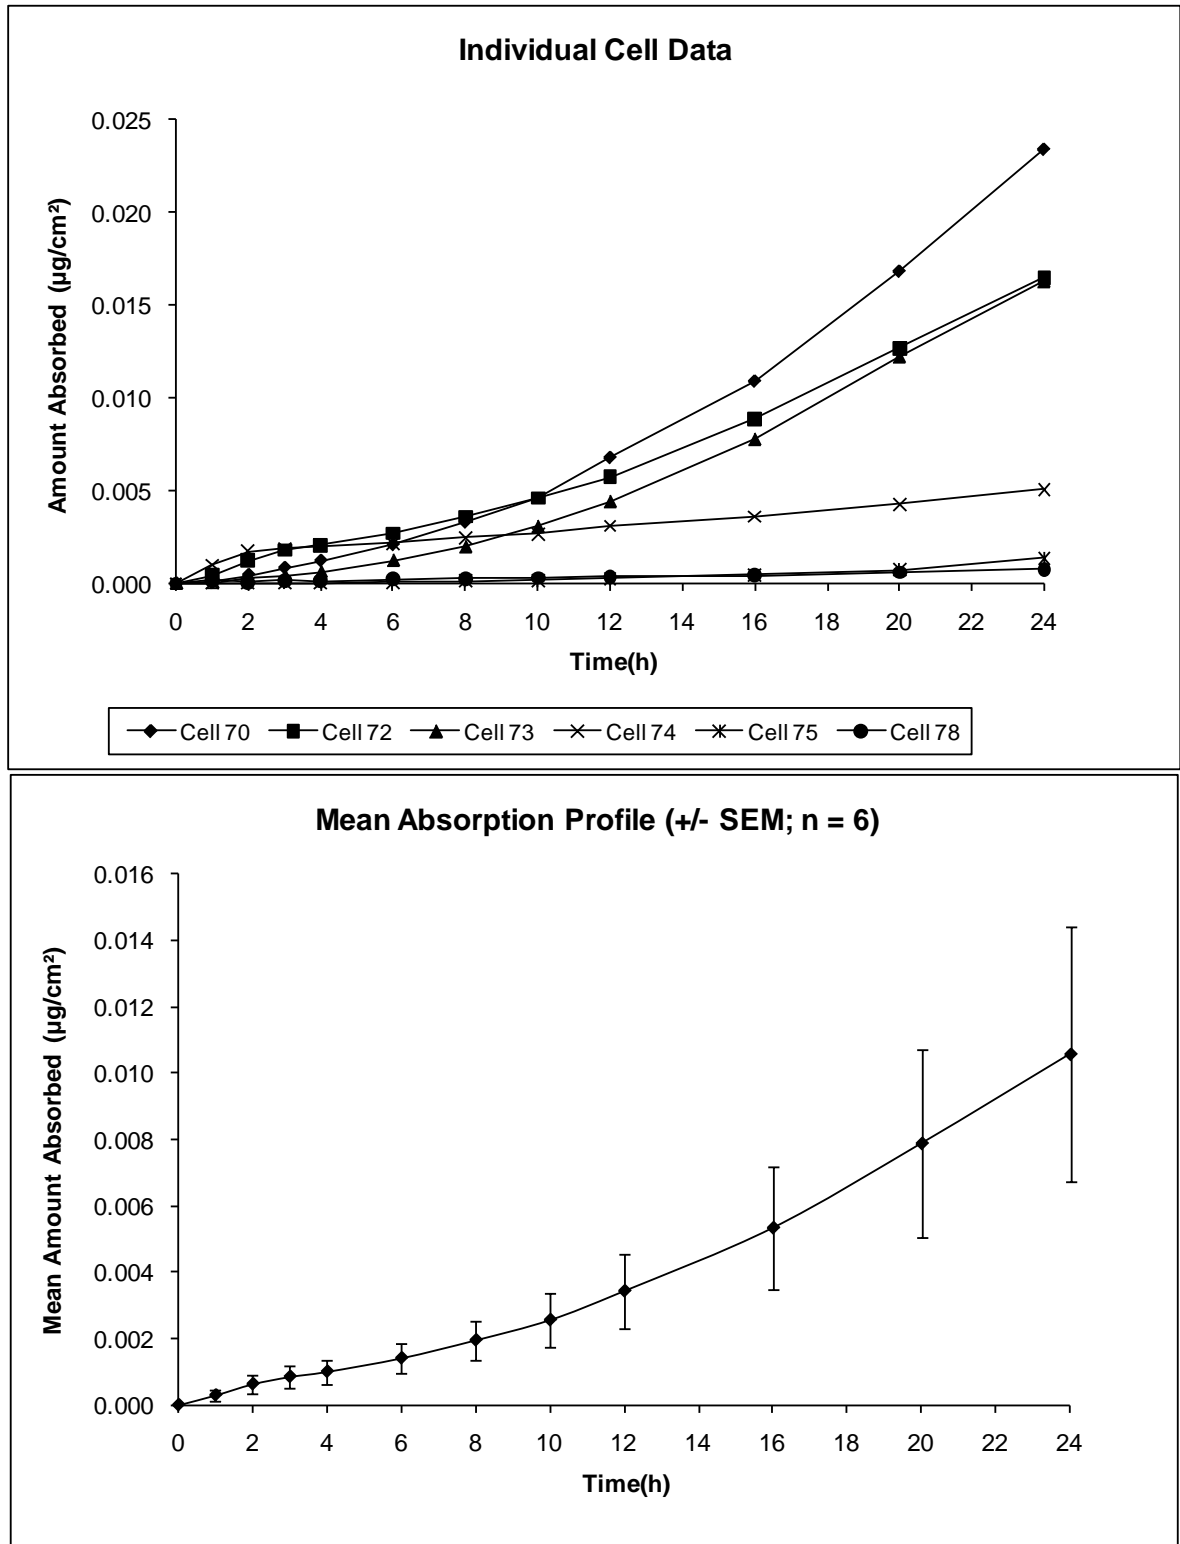 Individual Cell Data
0.025
0.020
0.015
0.010
0.005
0.000
Amount Absorbed (µg/cm²)
0 2 4 6 8 10 12 14 16 18 20 22 24
Time(h)
Cell 70 Cell 72 Cell 73 Cell 74 Cell 75 Cell 78
Mean Absorption Profile (+/- SEM; n = 6)
0.016
0.014
0.012
0.010
0.008
0.006
0.004
0.002
0.000
Mean Amount Absorbed (µg/cm²)
0 2 4 6 8 10 12 14 16 18 20 22 24
Time(h)